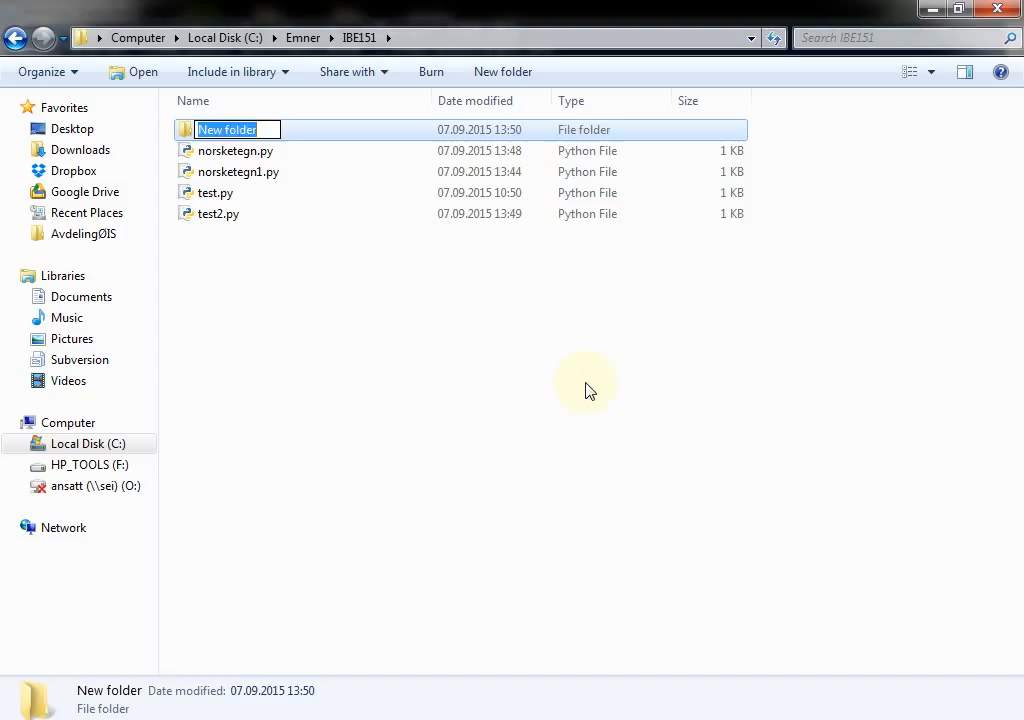 Computer Local Disk (C:) Emner IBE151 Search IBE151
Organize Open Include in library Share with Burn New folder
Name Date modified Type Size
New folder 07.09.2015 13:50 File folder
norsketegn.py 07.09.2015 13:48 Python File 1 KB
norsketegn1.py 07.09.2015 13:44 Python File 1 KB
test.py 07.09.2015 10:50 Python File 1 KB
test2.py 07.09.2015 13:49 Python File 1 KB
Favorites
Desktop
Downloads
Dropbox
Google Drive
Recent Places
AvdelingØIS
Libraries
Documents
Music
Pictures
Subversion
Videos
Computer
Local Disk (C:)
HP_TOOLS (F:)
ansatt (\\sei) (O:)
Network
New folder Date modified: 07.09.2015 13:50
File folder